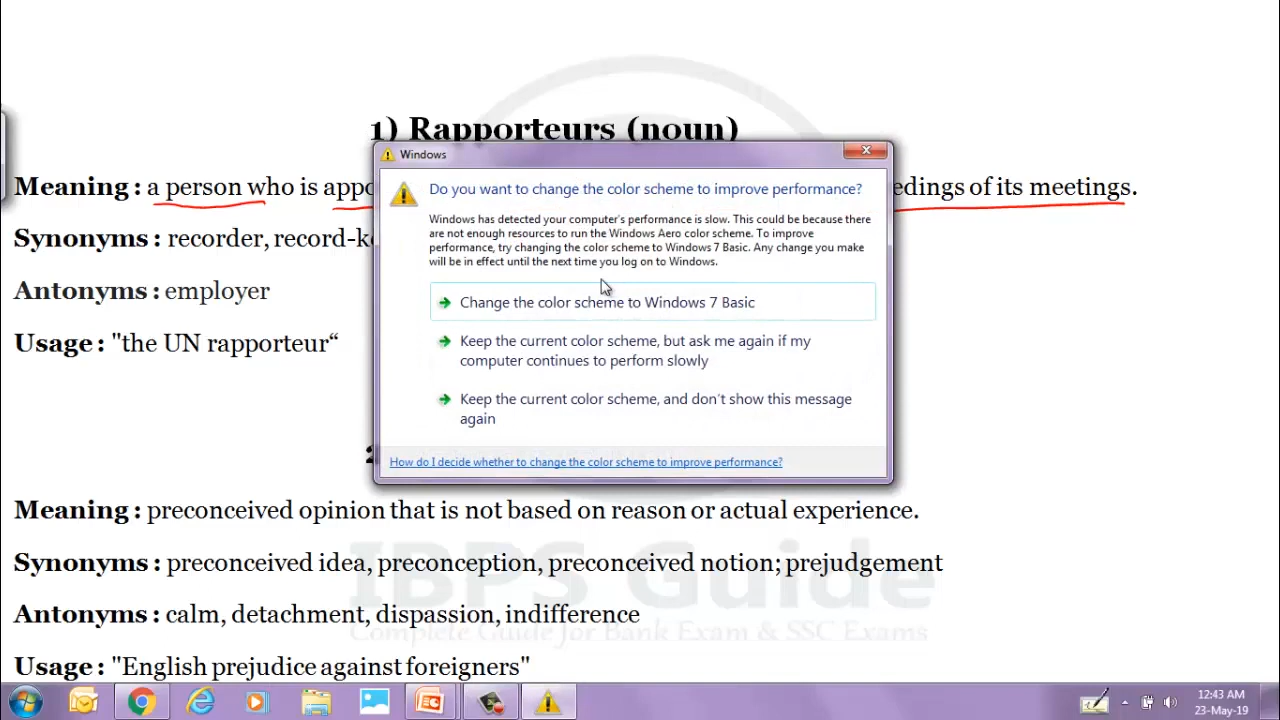 1) Rapporteurs (noun)
Windows
Meaning : a person who is appo
edings of its meetings.
Do you want to change the color scheme to improve performance?
Windows has detected your computer's performance is slow. This could be because there
are not enough resources to run the Windows Aero color scheme. To improve
performance, try changing the color scheme to Windows 7 Basic. Any change you make
will be in effect until the next time you log on to Windows.
Synonyms : recorder, record-k
Antonyms : employer
Change the color scheme to Windows 7 Basic
Usage : "the UN rapporteur“
Keep the current color scheme, but ask me again if my
computer continues to perform slowly
Keep the current color scheme, and don't show this message
again
How do I decide whether to change the color scheme to improve performance?
Meaning : preconceived opinion that is not based on reason or actual experience.
Synonyms : preconceived idea, preconception, preconceived notion; prejudgement
IBPS Guide
Antonyms : calm, detachment, dispassion, indifference
Complete Guide for Bank Exam & SSC Exams
Usage : "English prejudice against foreigners"
12:43 AM
23-May-19